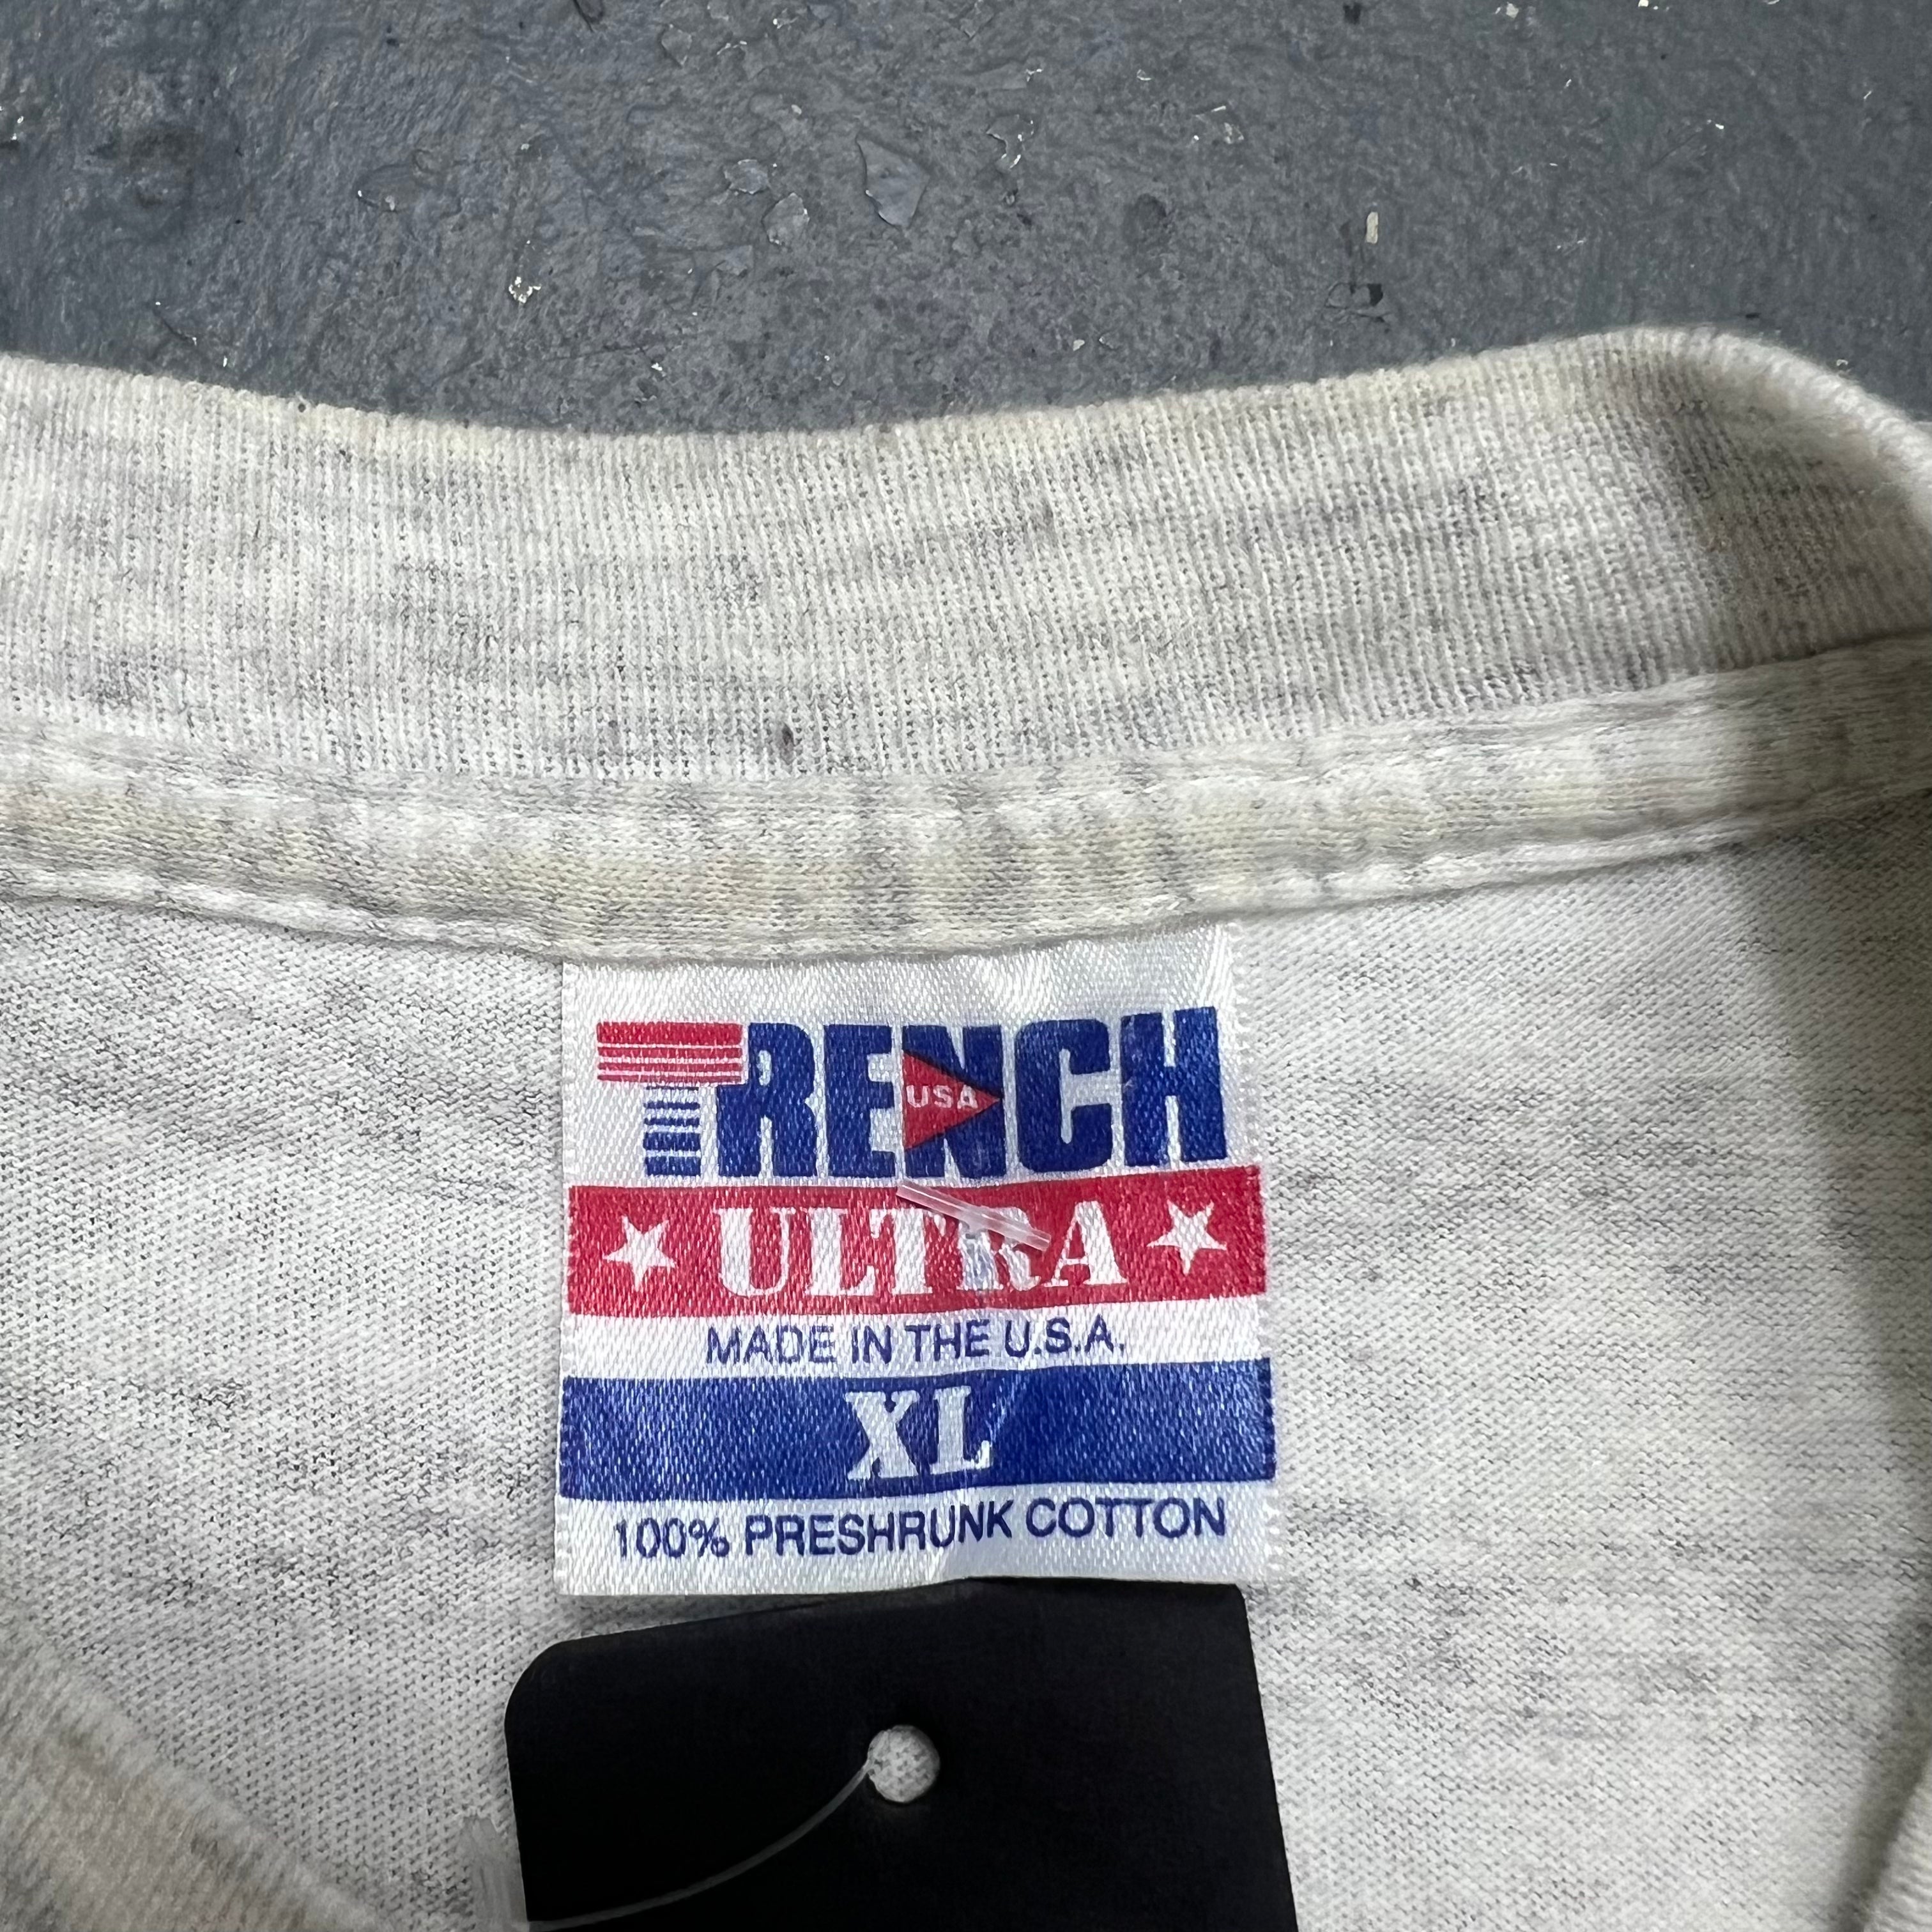 TRENCH
USA
ULTRA
MADE IN THE U.S.A.
XL
100% PRESHRUNK COTTON